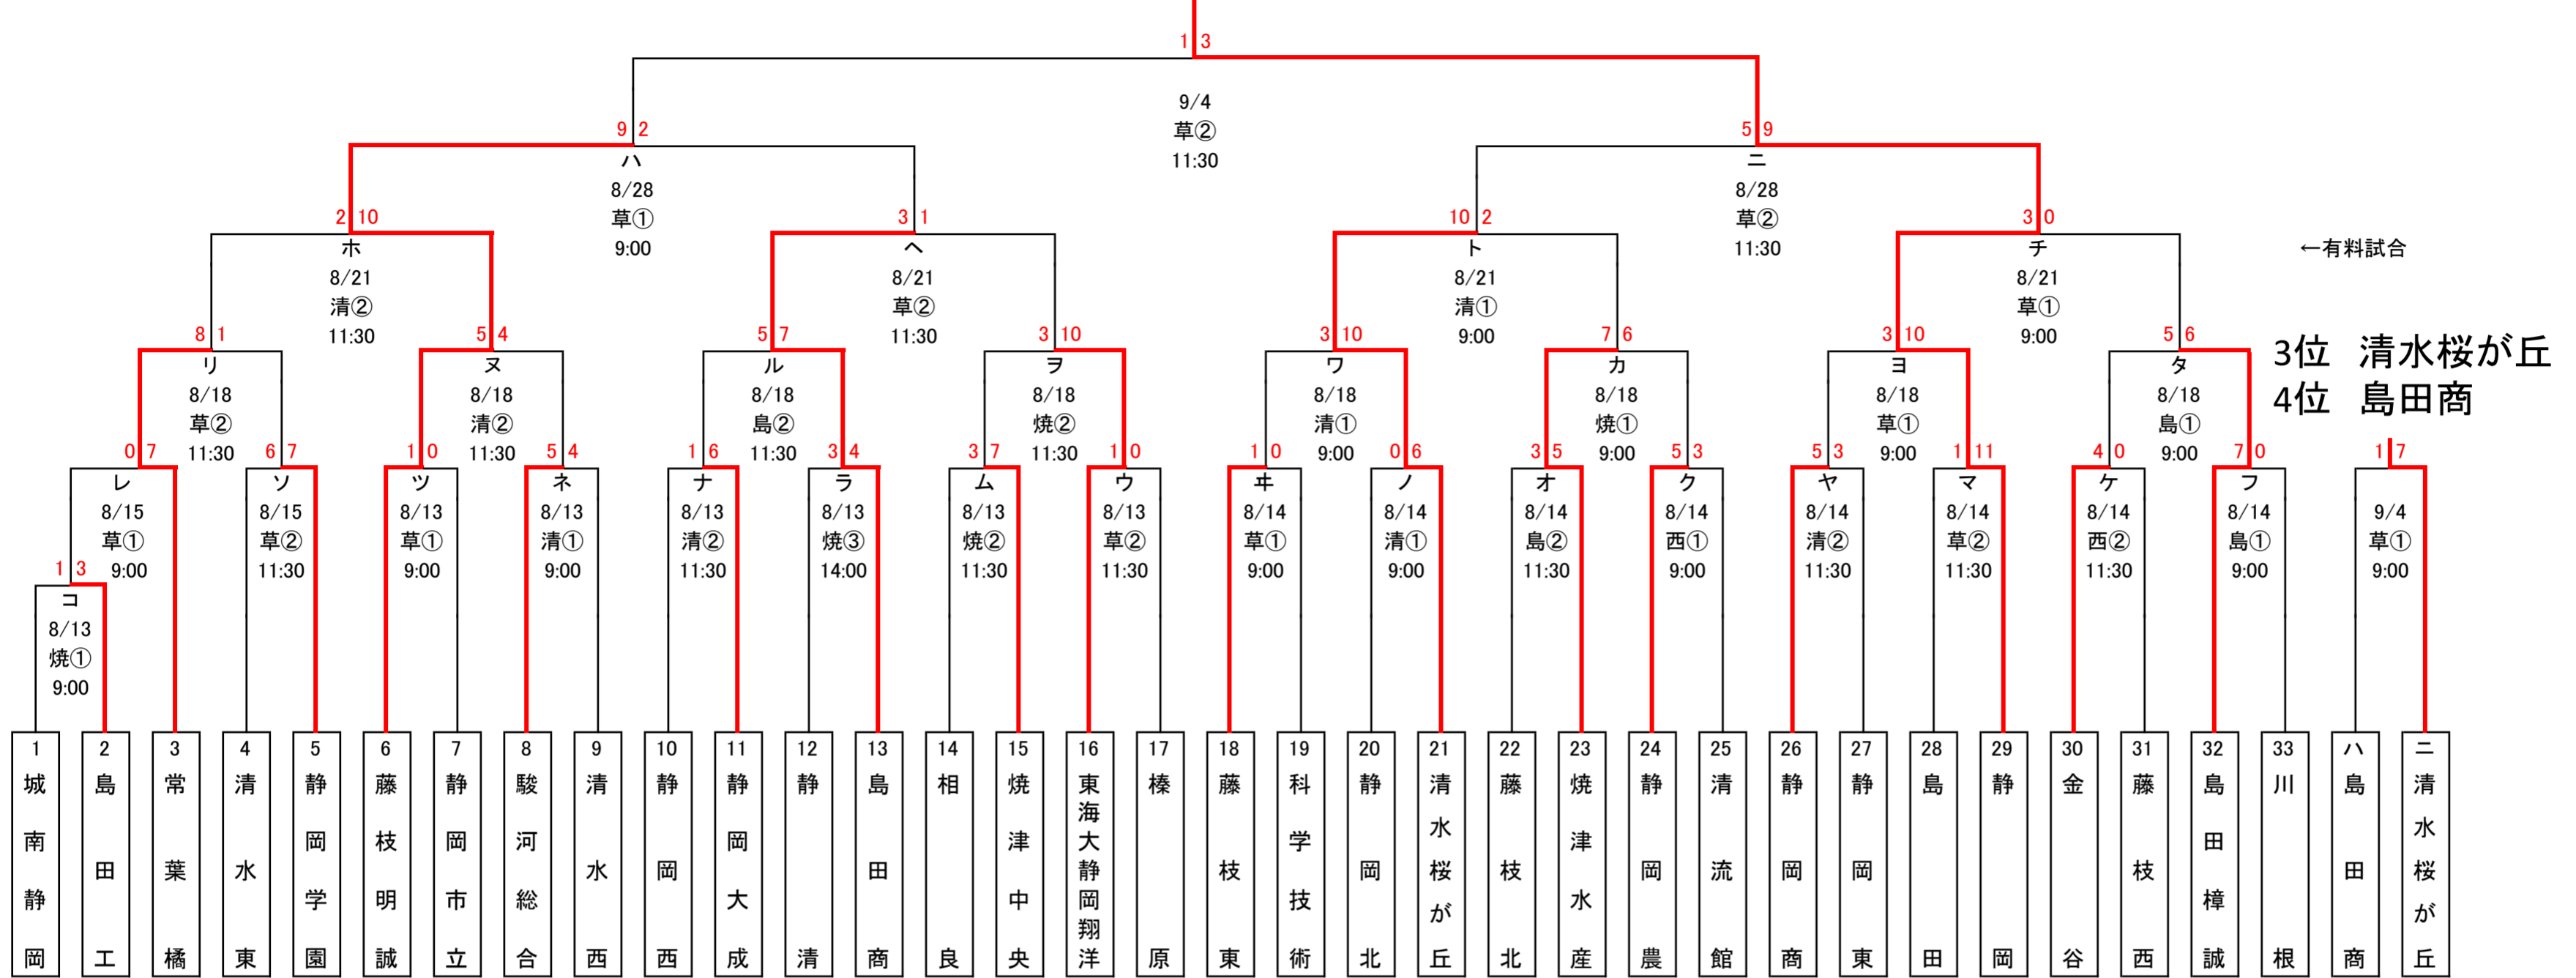 1 3
9/4
草②
11:30
9 2
ハ
8/28
草①
9:00
5 9
ニ
8/28
草②
11:30
2 10
ホ
8/21
清②
11:30
3 1
ヘ
8/21
草②
11:30
10 2
ト
8/21
清①
9:00
3 0
チ
8/21
草①
9:00
←有料試合
8 1
リ
8/18
草②
11:30
5 4
ヌ
8/18
清②
11:30
5 7
ル
8/18
島②
11:30
3 10
ヲ
8/18
焼②
11:30
3 10
ワ
8/18
清①
9:00
7 6
カ
8/18
焼①
9:00
3 10
ヨ
8/18
草①
9:00
5 6
タ
8/18
島①
9:00
3位 清水桜が丘
4位 島田商
0 7
レ
8/15
草①
9:00
6 7
ソ
8/15
草②
11:30
1 0
ツ
8/13
草①
9:00
5 4
ネ
8/13
清①
9:00
1 6
ナ
8/13
清②
11:30
3 4
ラ
8/13
焼③
14:00
3 7
ム
8/13
焼②
11:30
1 0
ウ
8/13
草②
11:30
1 0
ヰ
8/14
草①
9:00
0 6
ノ
8/14
清①
9:00
3 5
オ
8/14
島②
11:30
5 3
ク
8/14
西①
9:00
5 3
ヤ
8/14
清②
11:30
1 11
マ
8/14
草②
11:30
4 0
ケ
8/14
西②
11:30
7 0
フ
8/14
島①
9:00
1 7
9/4
草①
9:00
1 3
コ
8/13
焼①
9:00
1 城南静岡
2 島田工
3 常葉橘
4 清水東
5 静岡学園
6 藤枝明誠
7 静岡市立
8 駿河総合
9 清水西
10 静岡西
11 静岡大成
12 静清
13 島田商
14 相良
15 焼津中央
16 東海大静岡翔洋
17 榛原
18 藤枝東
19 科学技術
20 静岡北
21 清水桜が丘
22 藤枝北
23 焼津水産
24 静岡農
25 清流館
26 静岡商
27 静岡東
28 島田
29 静岡
30 金谷
31 藤枝西
32 島田樟誠
33 川根
ハ 島田商
ニ 清水桜が丘